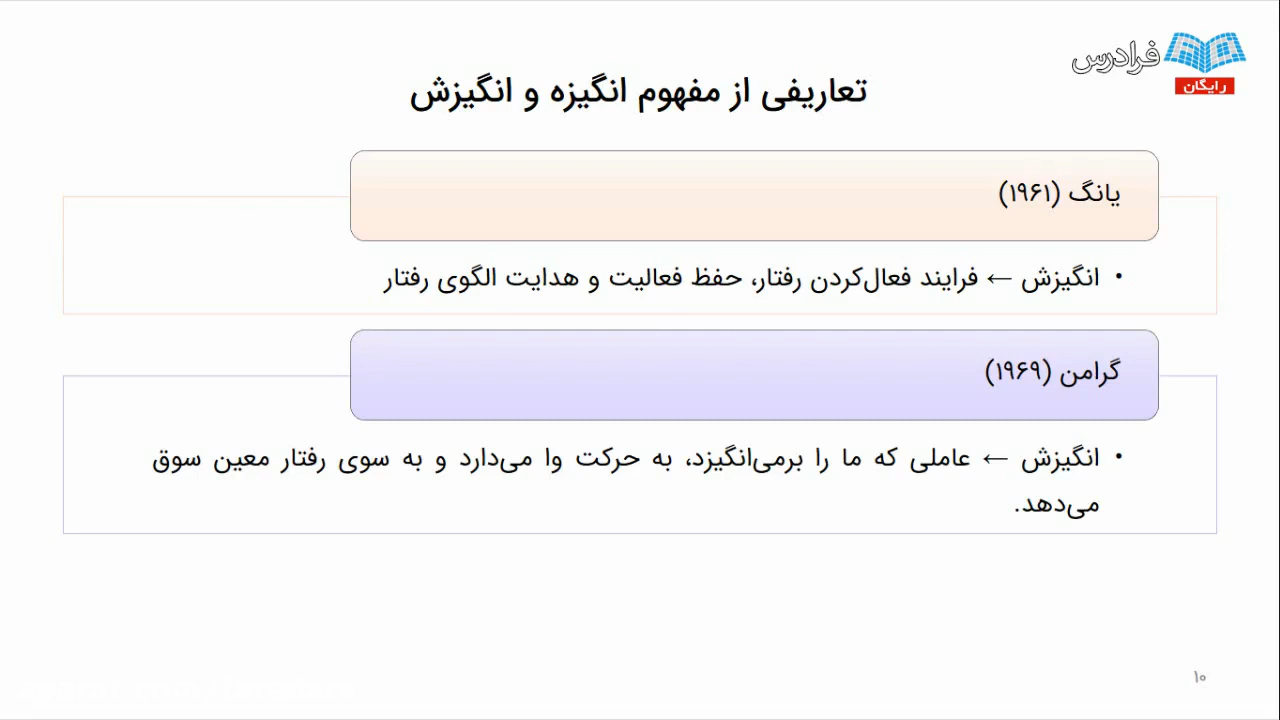 فرادرس
رایگان
تعاریفی از مفهوم انگیزه و انگیزش
یانگ (۱۹۶۱)
• انگیزش ← فرایند فعال‌کردن رفتار، حفظ فعالیت و هدایت الگوی رفتار
گرامن (۱۹۶۹)
• انگیزش ← عاملی که ما را برمی‌انگیزد، به حرکت وا می‌دارد و به سوی رفتار معین سوق
می‌دهد.
۱۰